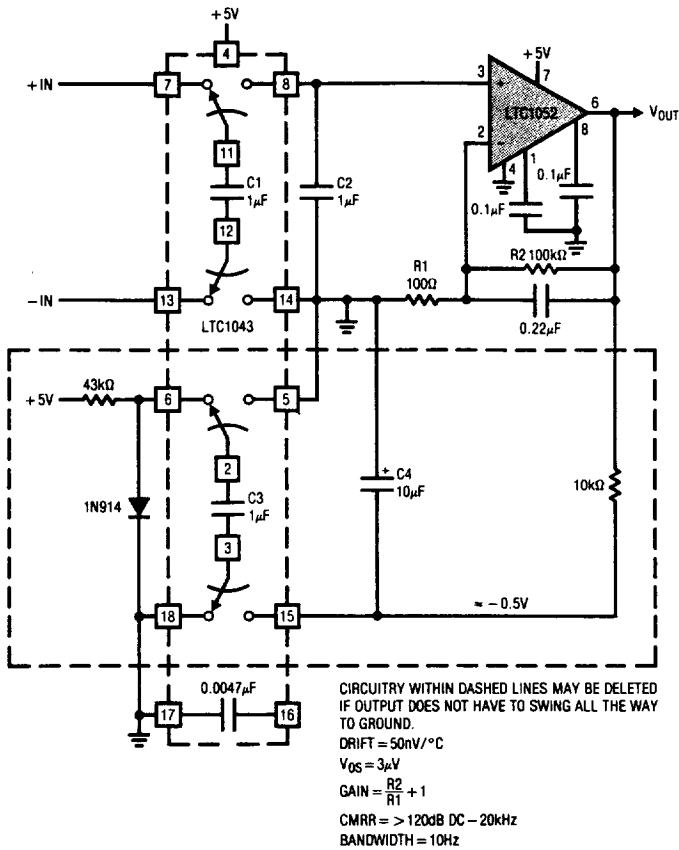 +5V
4
+IN
7
8
3
+
+5V
7
LTC1052
6
VOUT
2
−
8
1
4
11
C1
1µF
C2
1µF
0.1µF
0.1µF
12
R2 100kΩ
R1
100Ω
−IN
13
14
LTC1043
0.22µF
43kΩ
+5V
6
5
2
C3
1µF
+
C4
10µF
10kΩ
1N914
3
18
15
≈ −0.5V
0.0047µF
17
16
CIRCUITRY WITHIN DASHED LINES MAY BE DELETED
IF OUTPUT DOES NOT HAVE TO SWING ALL THE WAY
TO GROUND.
DRIFT = 50nV/°C
VOS = 3µV
GAIN = R2/R1 + 1
CMRR = > 120dB DC – 20kHz
BANDWIDTH = 10Hz